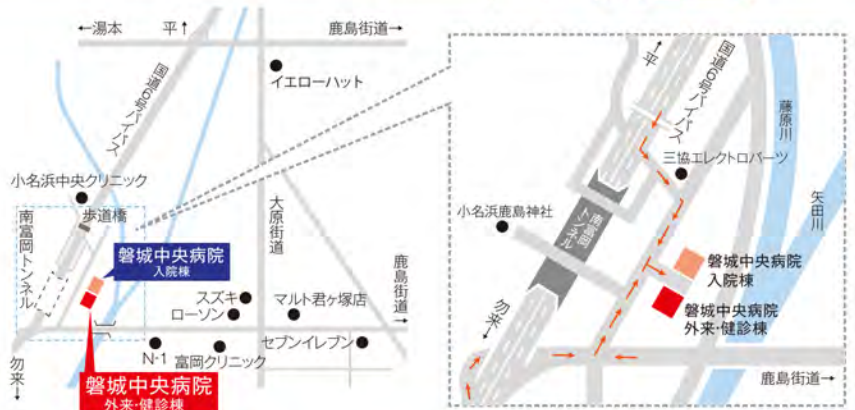 ←湯本
平↑
鹿島街道→
イエローハット
国道6号バイパス
小名浜中央クリニック
歩道橋
南富岡トンネル
大原街道
磐城中央病院
入院棟
鹿島街道→
スズキ
ローソン
マルト君ヶ塚店
N-1
富岡クリニック
セブンイレブン
勿来→
磐城中央病院
外来・健診棟
←平
国道6号バイパス
藤原川
三協エレクトロパーツ
矢田川
小名浜鹿島神社
南富岡
トンネル
磐城中央病院
入院棟
磐城中央病院
外来・健診棟
勿来→
鹿島街道→